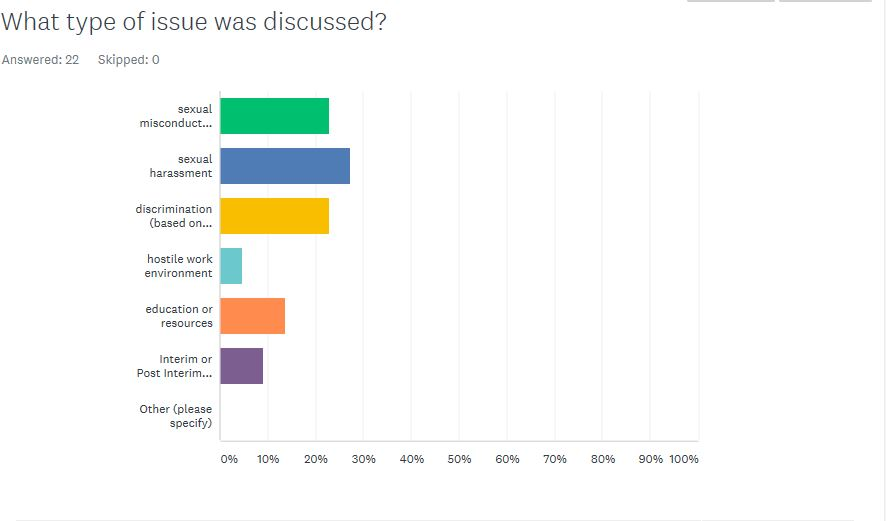 What type of issue was discussed?
Answered: 22 Skipped: 0
sexual
misconduct...
sexual
harassment
discrimination
(based on...
hostile work
environment
education or
resources
Interim or
Post Interim...
Other (please
specify)
0% 10% 20% 30% 40% 50% 60% 70% 80% 90% 100%